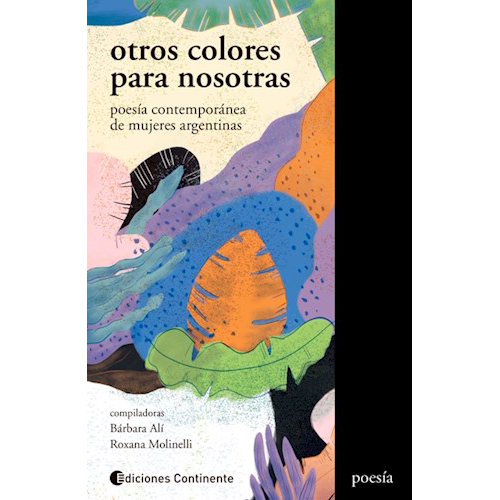 otros colores
para nosotras
poesía contemporánea
de mujeres argentinas
compiladoras
Bárbara Alí
Roxana Molinelli
Ediciones Continente
poesía